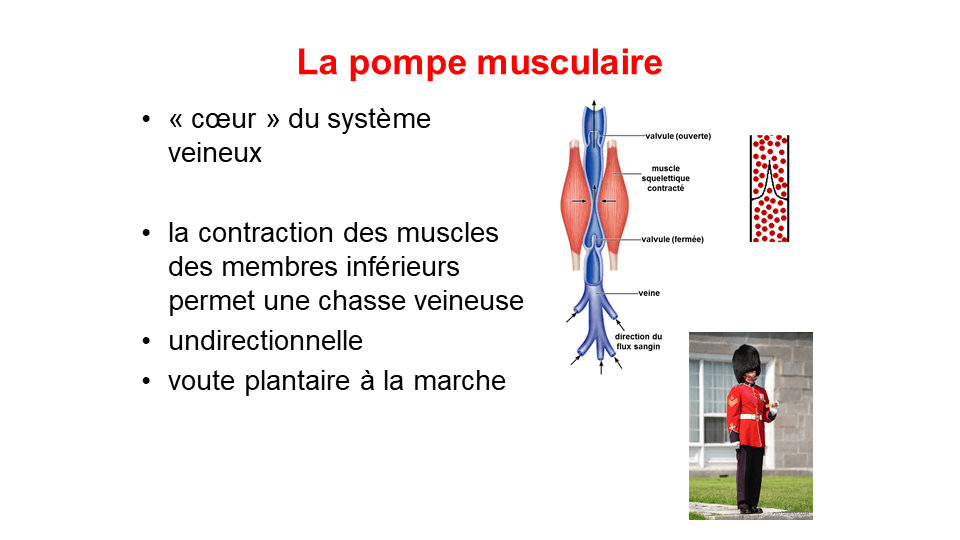 La pompe musculaire
• « cœur » du système
veineux
• la contraction des muscles
des membres inférieurs
permet une chasse veineuse
• undirectionnelle
• voute plantaire à la marche
valvule (ouverte)
muscle
squelettique
contracté
valvule (fermée)
veine
direction du
flux sangin